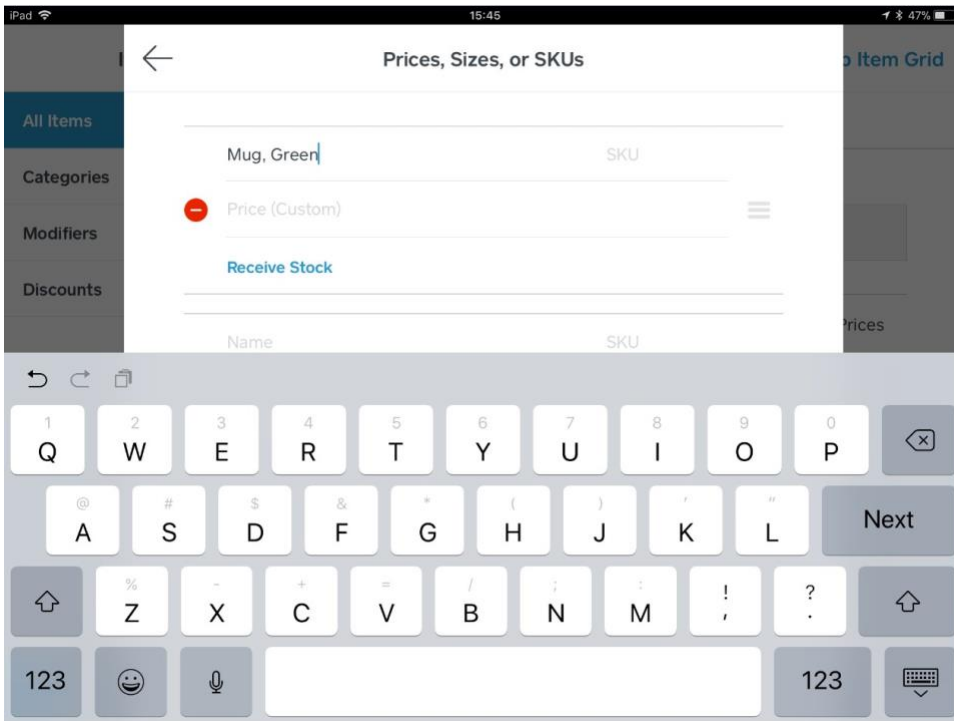 iPad 15:45 47%
Prices, Sizes, or SKUs
Item Grid
All Items
Mug, Green SKU
Categories
Price (Custom)
Modifiers
Receive Stock
Discounts
Prices
Name SKU
1 2 3 4 5 6 7 8 9 0
Q W E R T Y U I O P
@ # $ & * ( ) ' "
A S D F G H J K L Next
% - + = / ; :
Z X C V B N M ! , ? .
123 123